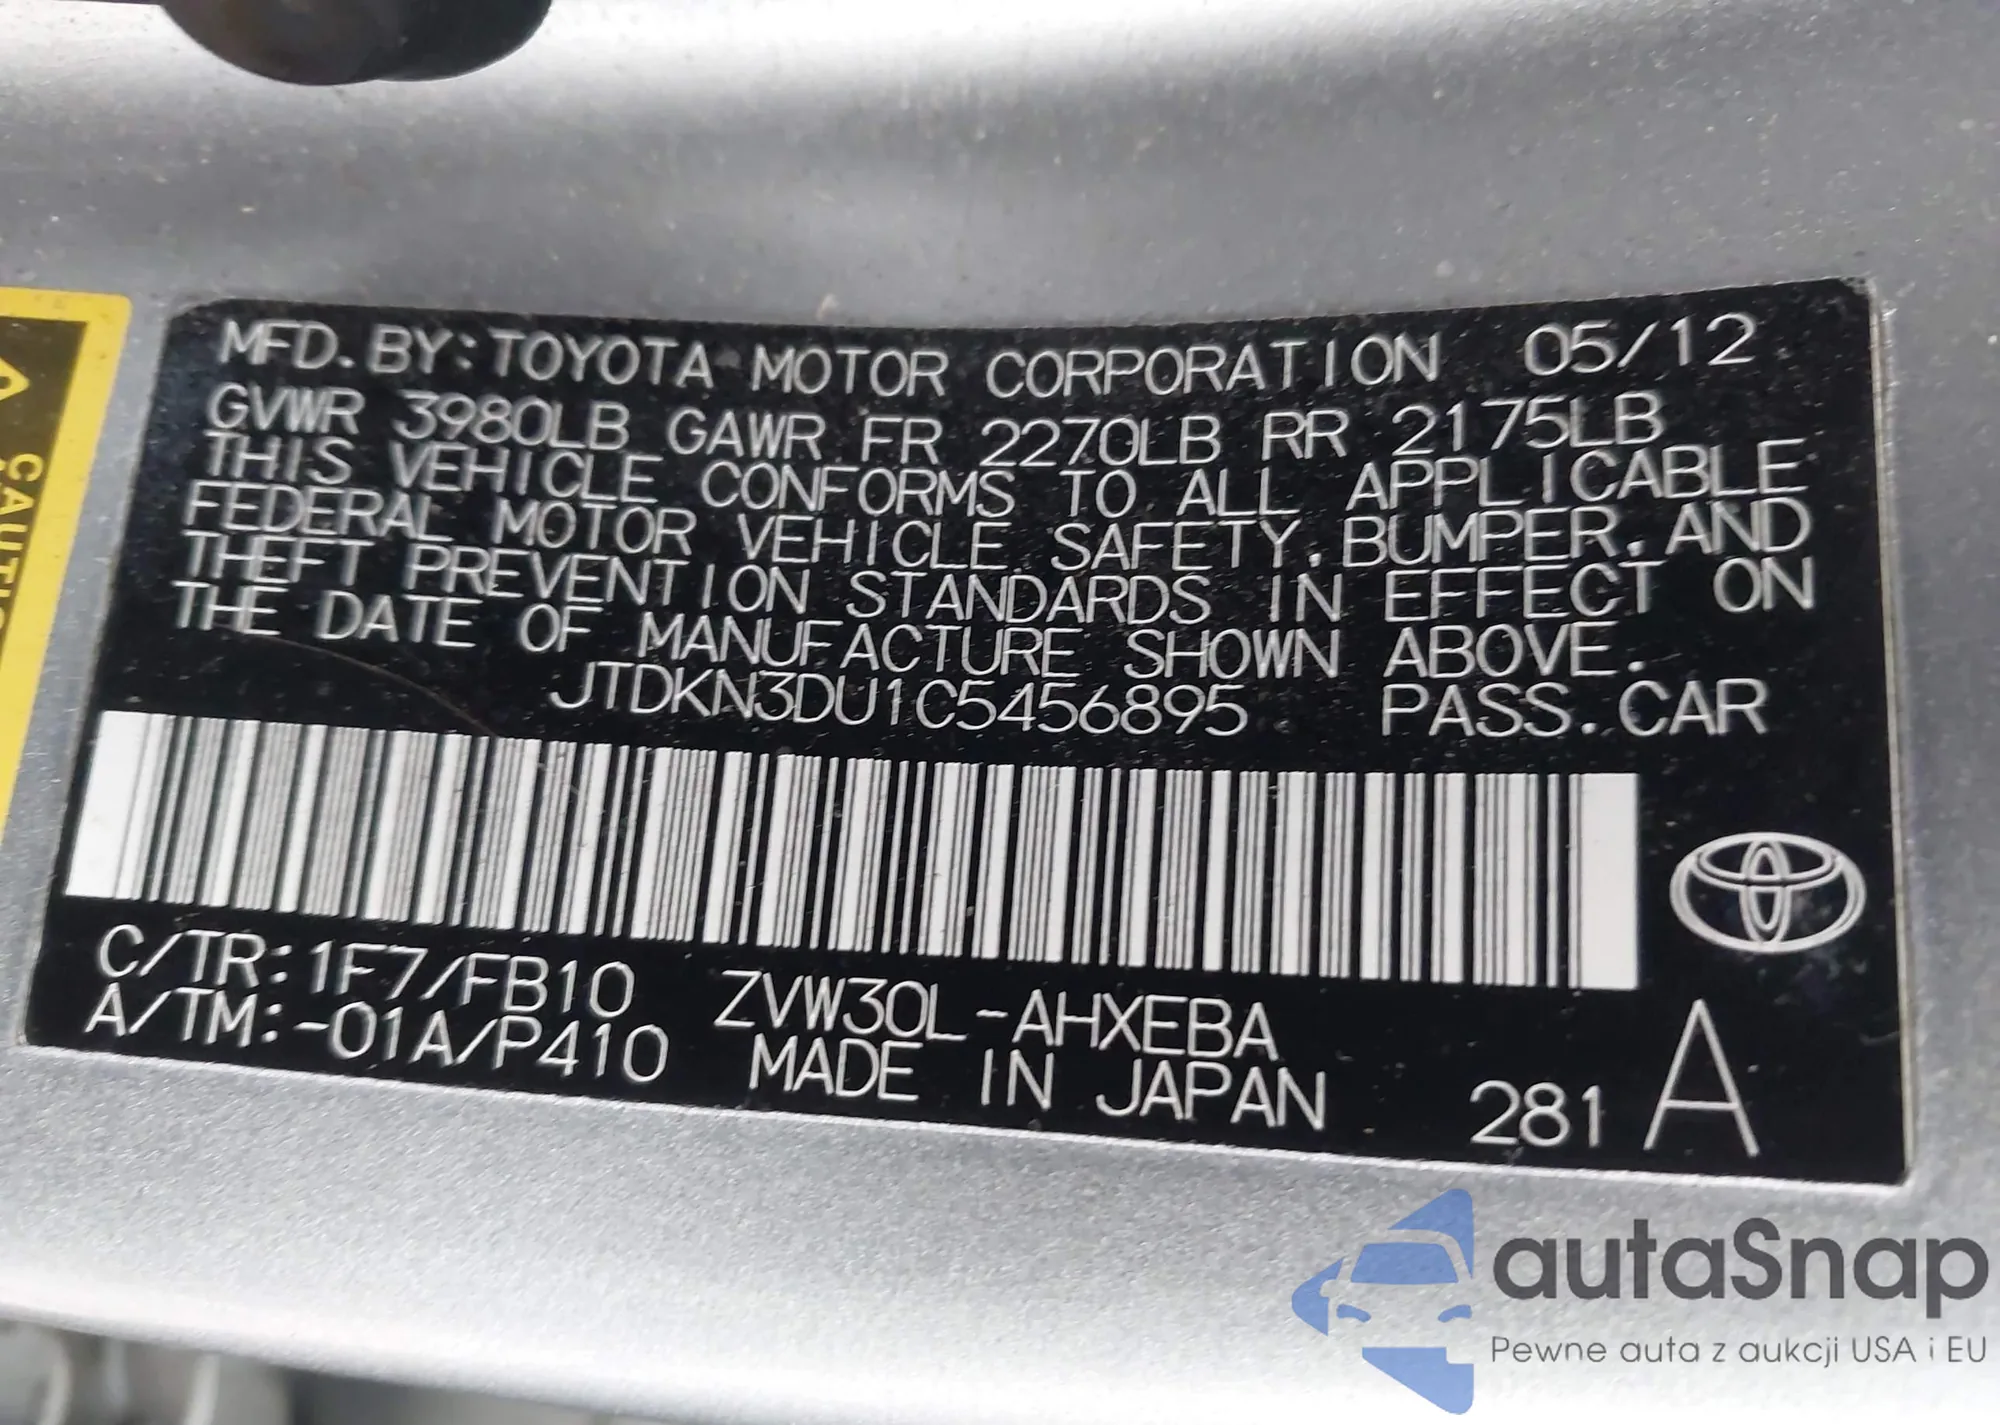 MFD. BY: TOYOTA MOTOR CORPORATION 05/12
GVWR 3980LB GAWR FR 2270LB RR 2175LB
THIS VEHICLE CONFORMS TO ALL APPLICABLE
FEDERAL MOTOR VEHICLE SAFETY, BUMPER, AND
THEFT PREVENTION STANDARDS IN EFFECT ON
THE DATE OF MANUFACTURE SHOWN ABOVE.
JTDKN3DU1C5456895 PASS. CAR
C/TR: 1F7/FB10 ZVW30L-AHXEBA
A/TM: -01A/P410 MADE IN JAPAN 281 A
autaSnap
Pewne auta z aukcji USA i EU